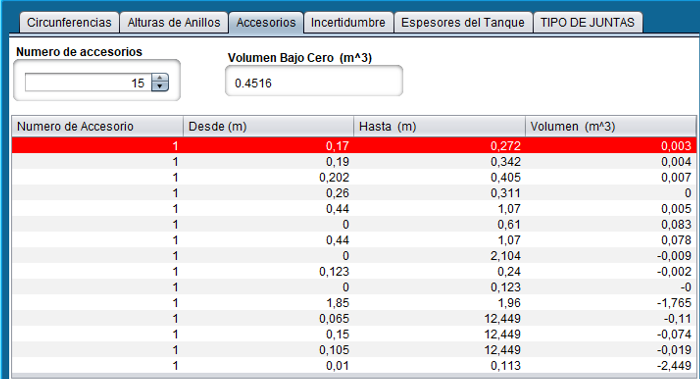 Circunferencias Alturas de Anillos Accesorios Incertidumbre Espesores del Tanque TIPO DE JUNTAS
Numero de accesorios Volumen Bajo Cero (m^3)
15 0.4516
Numero de Accesorio Desde (m) Hasta (m) Volumen (m^3)
1 0,17 0,272 0,003
1 0,19 0,342 0,004
1 0,202 0,405 0,007
1 0,26 0,311 0
1 0,44 1,07 0,005
1 0 0,61 0,083
1 0,44 1,07 0,078
1 0 2,104 -0,009
1 0,123 0,24 -0,002
1 0 0,123 -0
1 1,85 1,96 -1,765
1 0,065 12,449 -0,11
1 0,15 12,449 -0,074
1 0,105 12,449 -0,019
1 0,01 0,113 -2,449